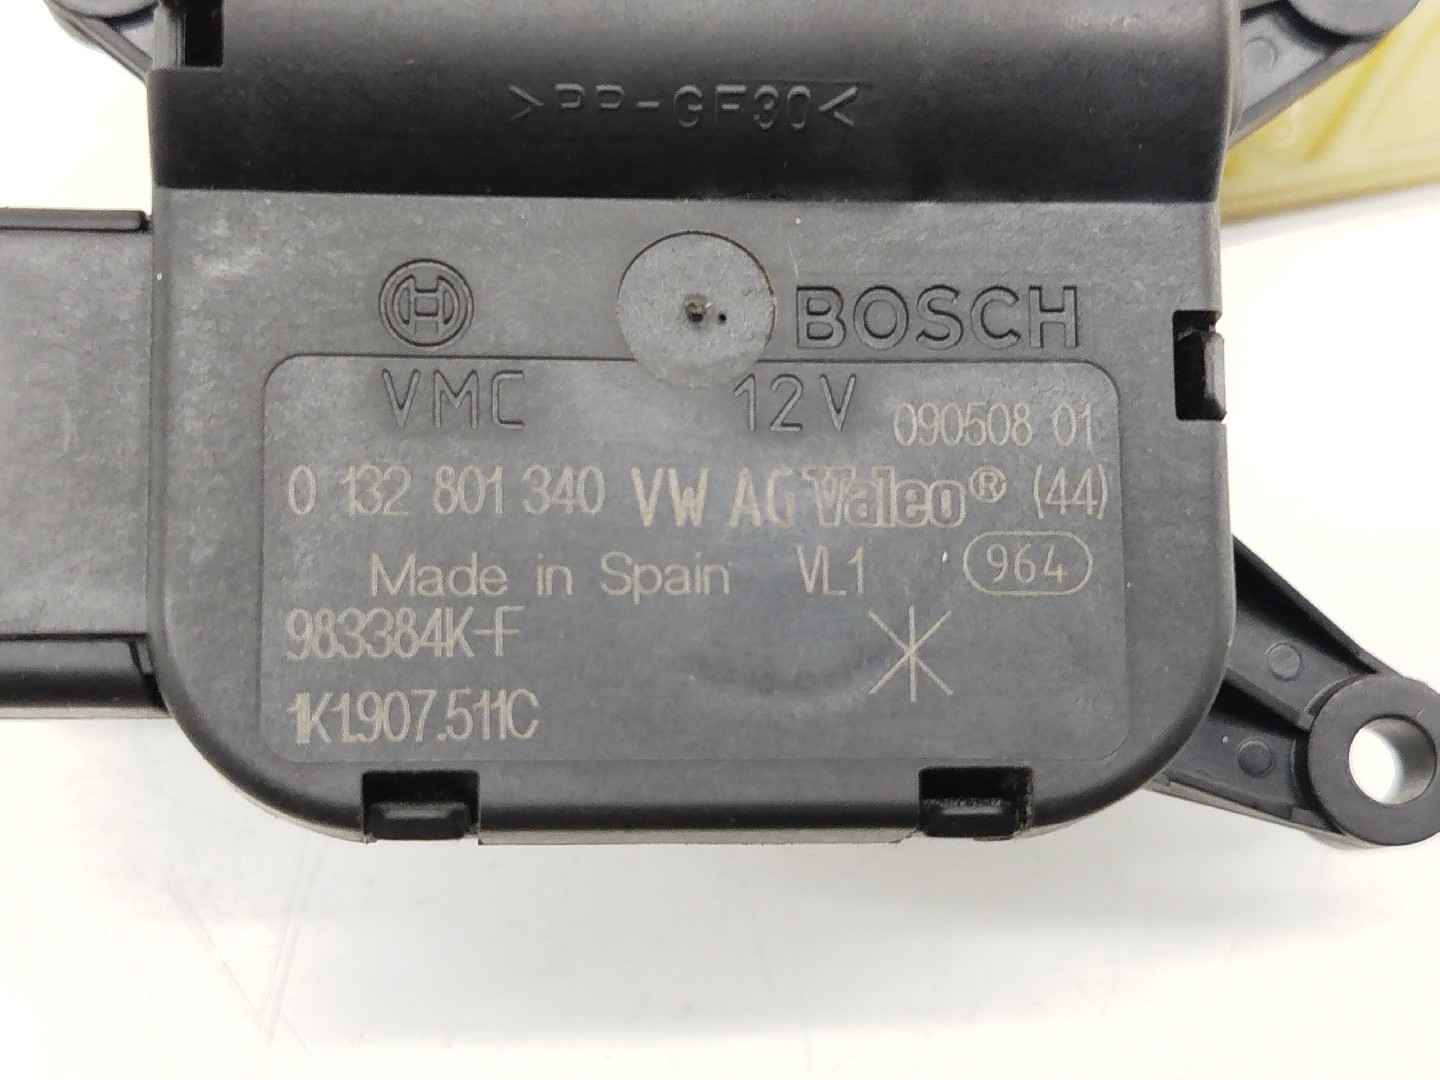 >PP-GF30<
BOSCH
VMC 12V
090508 01
0 132 801 340 VW AG Valeo® (44)
Made in Spain VL1 964
983384K-F
1K1.907.511C